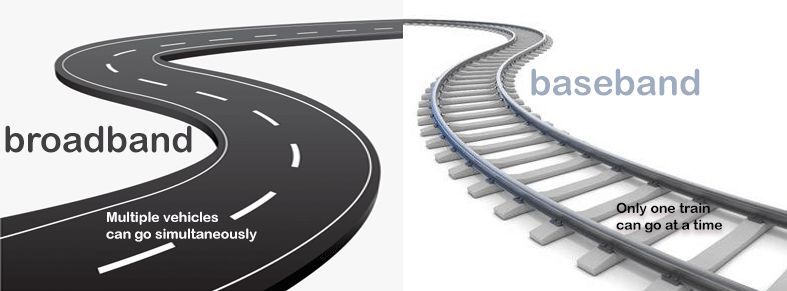 broadband
Multiple vehicles
can go simultaneously
baseband
Only one train
can go at a time